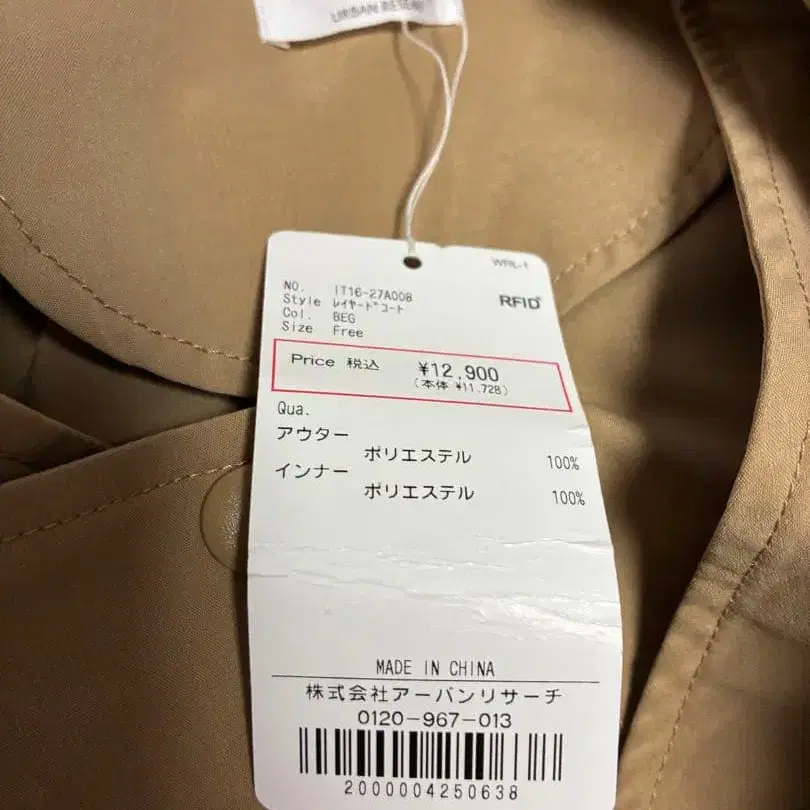 URBAN RESEARCH
WRL-1
RFID
NO. IT16-27A008
Style レイヤードコート
Col. BEG
Size Free
Price 税込 ¥12,900
(本体 ¥11,728)
Qua.
アウター
ポリエステル 100%
インナー
ポリエステル 100%
MADE IN CHINA
株式会社アーバンリサーチ
0120-967-013
2000004250638